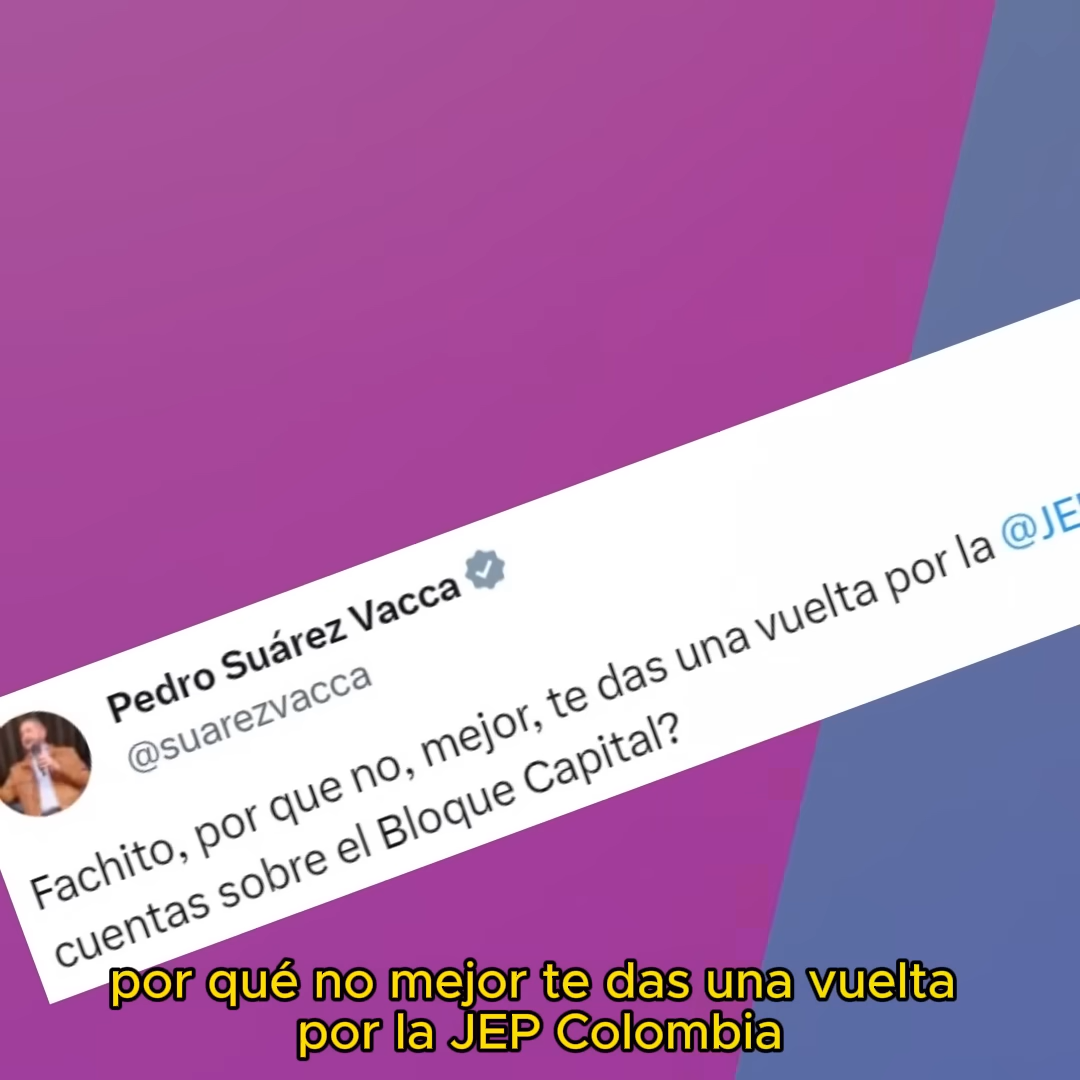 Pedro Suárez Vacca
@suarezvacca
Fachito, por que no, mejor, te das una vuelta por la @JE
cuentas sobre el Bloque Capital?
por qué no mejor te das una vuelta
por la JEP Colombia